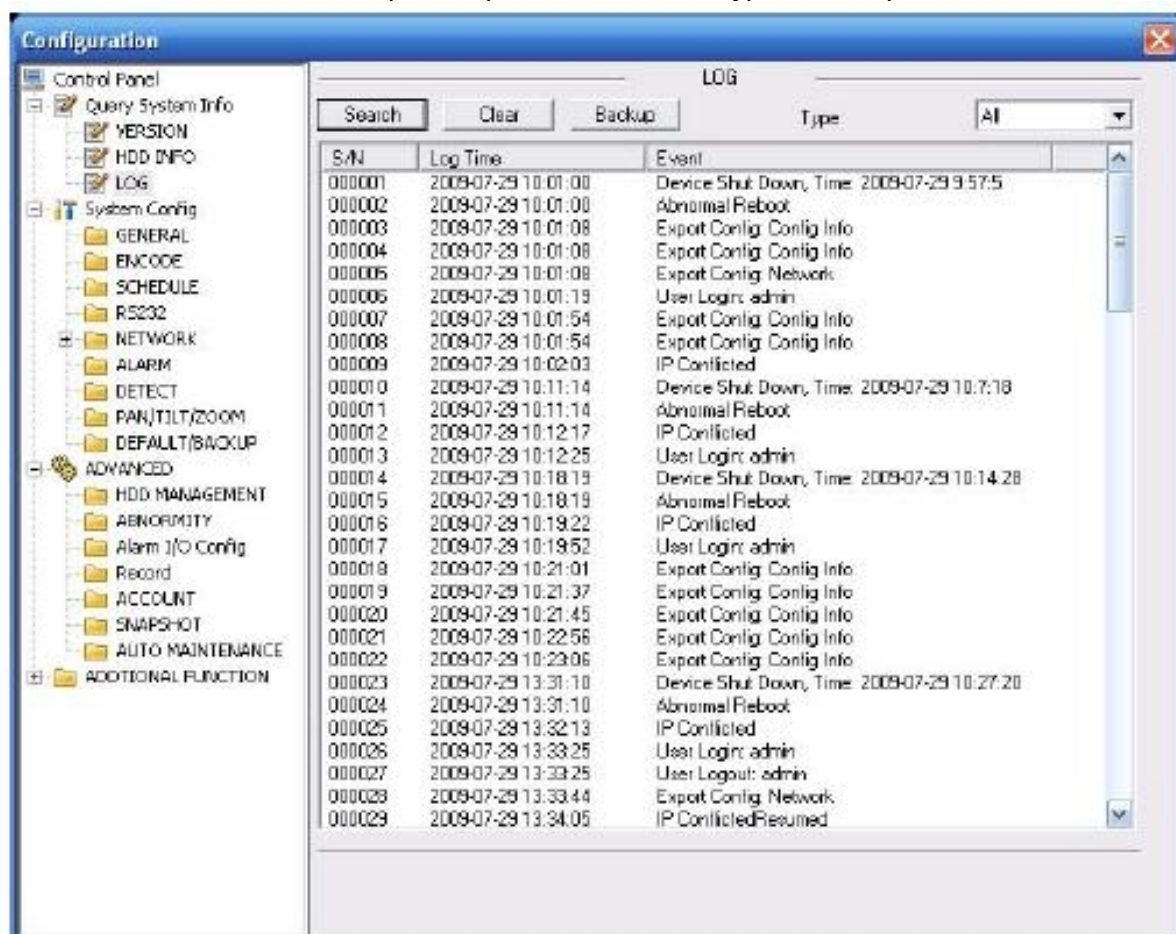 Configuration
Control Panel
Query System Info
VERSION
HDD INFO
LOG
System Config
GENERAL
ENCODE
SCHEDULE
RS232
NETWORK
ALARM
DETECT
PAN/TILT/ZOOM
DEFAULT/BACKUP
ADVANCED
HDD MANAGEMENT
ABNORMITY
Alarm I/O Config
Record
ACCOUNT
SNAPSHOT
AUTO MAINTENANCE
ADDTIONAL FUNCTION
LOG
Search Clear Backup Type All
S/N Log Time Event
000001 2009-07-29 10:01:00 Device Shut Down, Time: 2009-07-29 9:57:5
000002 2009-07-29 10:01:00 Abnormal Reboot
000003 2009-07-29 10:01:08 Export Config: Config Info
000004 2009-07-29 10:01:08 Export Config: Config Info
000005 2009-07-29 10:01:08 Export Config: Network
000006 2009-07-29 10:01:19 User Login: admin
000007 2009-07-29 10:01:54 Export Config: Config Info
000008 2009-07-29 10:01:54 Export Config: Config Info
000009 2009-07-29 10:02:03 IP Conflicted
000010 2009-07-29 10:11:14 Device Shut Down, Time: 2009-07-29 10:7:18
000011 2009-07-29 10:11:14 Abnormal Reboot
000012 2009-07-29 10:12:17 IP Conflicted
000013 2009-07-29 10:12:25 User Login: admin
000014 2009-07-29 10:18:19 Device Shut Down, Time: 2009-07-29 10:14:28
000015 2009-07-29 10:18:19 Abnormal Reboot
000016 2009-07-29 10:19:22 IP Conflicted
000017 2009-07-29 10:19:52 User Login: admin
000018 2009-07-29 10:21:01 Export Config: Config Info
000019 2009-07-29 10:21:37 Export Config: Config Info
000020 2009-07-29 10:21:45 Export Config: Config Info
000021 2009-07-29 10:22:56 Export Config: Config Info
000022 2009-07-29 10:23:06 Export Config: Config Info
000023 2009-07-29 13:31:10 Device Shut Down, Time: 2009-07-29 10:27:20
000024 2009-07-29 13:31:10 Abnormal Reboot
000025 2009-07-29 13:32:13 IP Conflicted
000026 2009-07-29 13:33:25 User Login: admin
000027 2009-07-29 13:33:25 User Logout: admin
000028 2009-07-29 13:33:44 Export Config: Network
000029 2009-07-29 13:34:05 IP ConflictedResumed